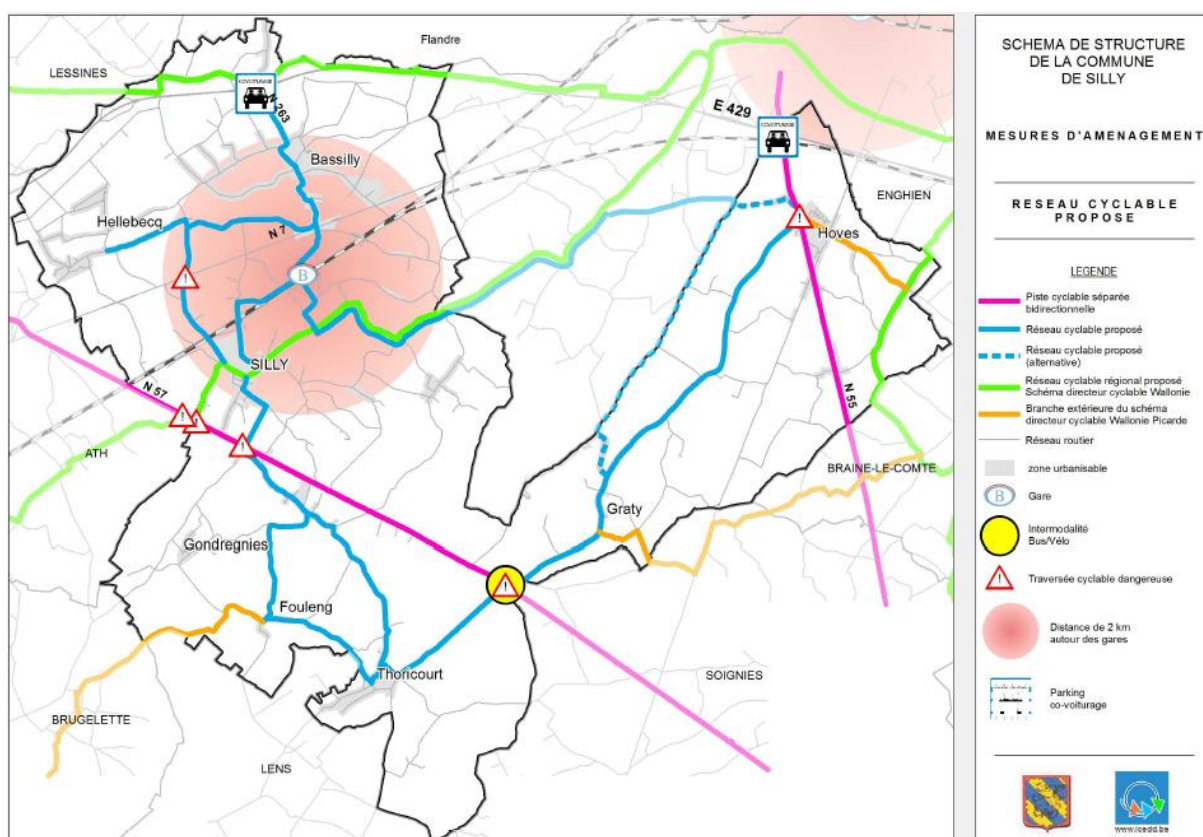 LESSINES
Flandre
COVOITURAGE
N 263
E 429
COVOITURAGE
Bassilly
ENGHIEN
Hellebecq
N 7
Hoves
B
SILLY
N 57
N 55
ATH
BRAINE-LE-COMTE
Graty
Gondregnies
Fouleng
Thoricourt
SOIGNIES
BRUGELETTE
LENS
SCHEMA DE STRUCTURE
DE LA COMMUNE
DE SILLY
MESURES D'AMENAGEMENT
RESEAU CYCLABLE
PROPOSE
LEGENDE
Piste cyclable séparée
bidirectionnelle
Réseau cyclable proposé
Réseau cyclable proposé
(alternative)
Réseau cyclable régional proposé
Schéma directeur cyclable Wallonie
Branche extérieure du schéma
directeur cyclable Wallonie Picarde
Réseau routier
zone urbanisable
B
Gare
Intermodalité
Bus/Vélo
Traversée cyclable dangereuse
Distance de 2 km
autour des gares
Parking
co-voiturage
www.icedd.be